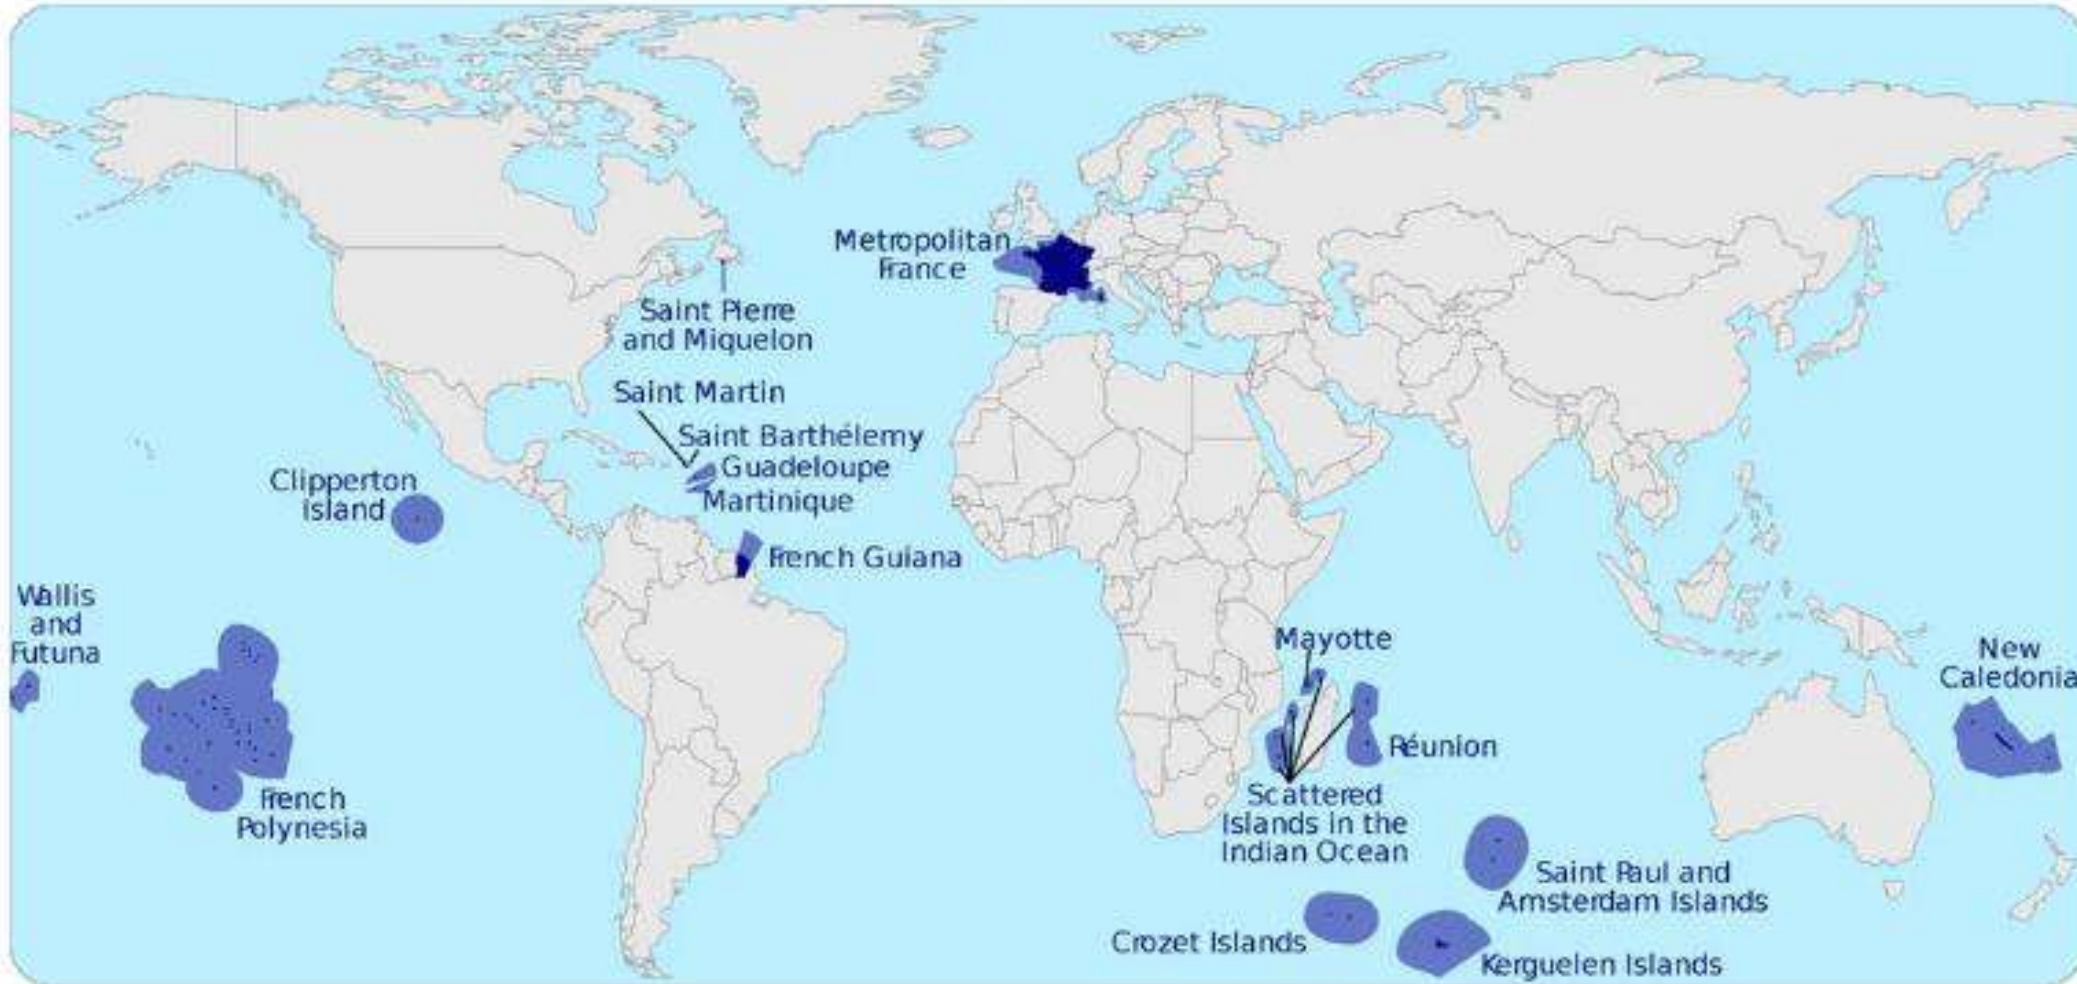 Metropolitan
France
Saint Pierre
and Miquelon
Saint Martin
Saint Barthélemy
Guadeloupe
Martinique
Clipperton
Island
French Guiana
Wallis
and
Futuna
French
Polynesia
Mayotte
Réunion
Scattered
Islands in the
Indian Ocean
New
Caledonia
Saint Paul and
Amsterdam Islands
Crozet Islands
Kerguelen Islands